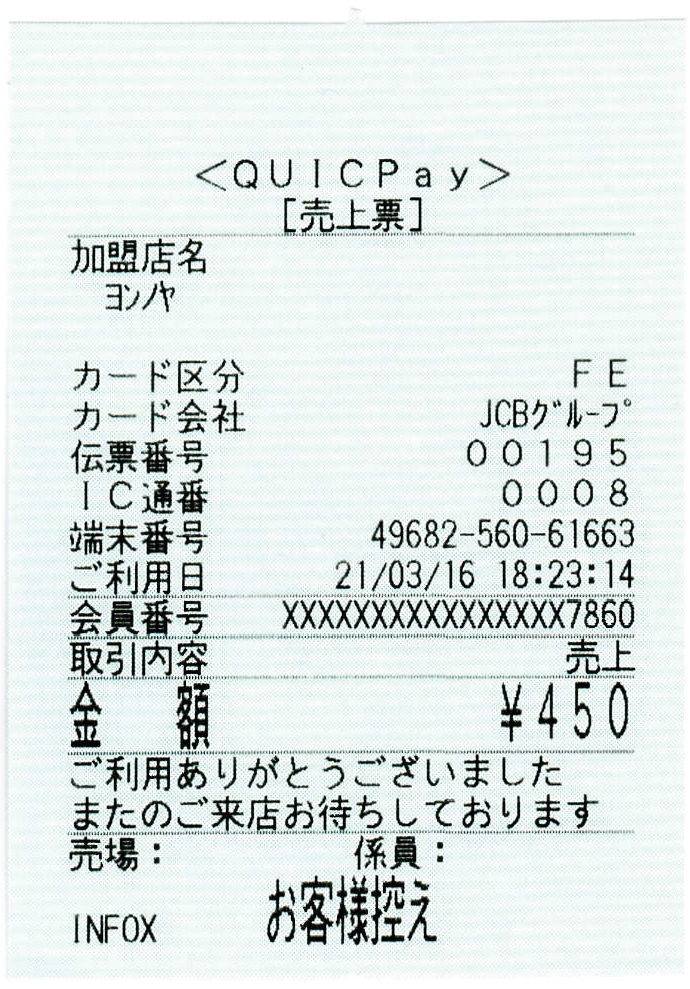 <QUICPay>
[売上票]
加盟店名
ﾖﾝﾉﾔ
カード区分 FE
カード会社 JCBｸﾞﾙｰﾌﾟ
伝票番号 00195
IC通番 0008
端末番号 49682-560-61663
ご利用日 21/03/16 18:23:14
会員番号 XXXXXXXXXXXXXXXX7860
取引内容 売上
金額 ¥450
ご利用ありがとうございました
またのご来店お待ちしております
売場: 係員:
INFOX お客様控え